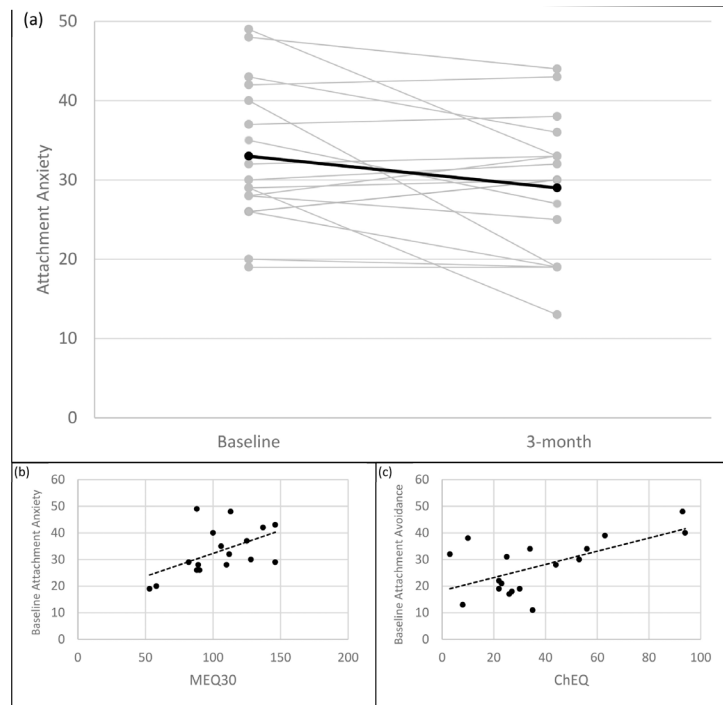 (a)
50
40
30
20
10
0
Attachment Anxiety
Baseline 3-month
(b)
60
50
40
30
20
10
0
Baseline Attachment Anxiety
0 50 100 150 200
MEQ30
(c)
60
50
40
30
20
10
0
Baseline Attachment Avoidance
0 20 40 60 80 100
ChEQ